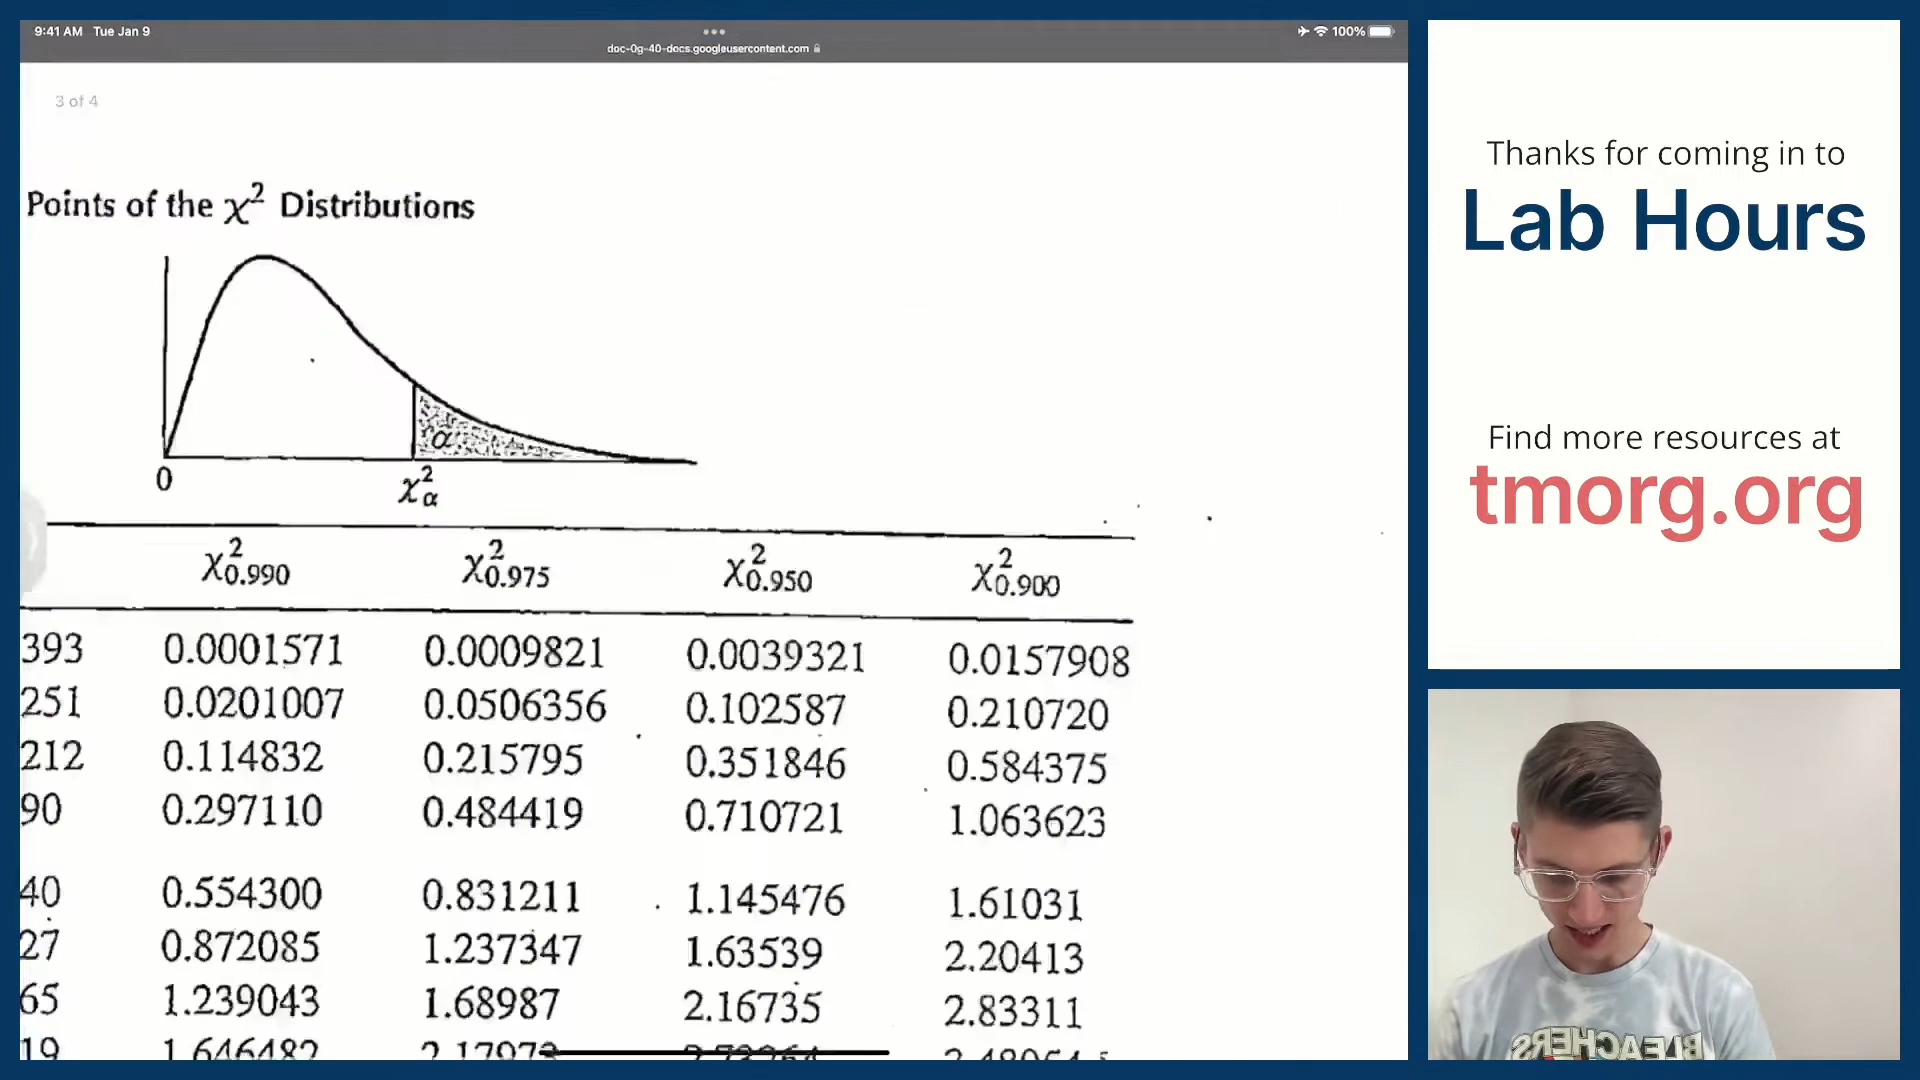 9:41 AM Tue Jan 9
100%
doc-0g-40-docs.googleusercontent.com
3 of 4
Points of the χ² Distributions
α
0
χ²α
χ²0.990 χ²0.975 χ²0.950 χ²0.900
393 0.0001571 0.0009821 0.0039321 0.0157908
251 0.0201007 0.0506356 0.102587 0.210720
212 0.114832 0.215795 0.351846 0.584375
90 0.297110 0.484419 0.710721 1.063623
40 0.554300 0.831211 1.145476 1.61031
27 0.872085 1.237347 1.63539 2.20413
65 1.239043 1.68987 2.16735 2.83311
19 1.646482
Thanks for coming in to
Lab Hours
Find more resources at
tmorg.org
BLEACHERS